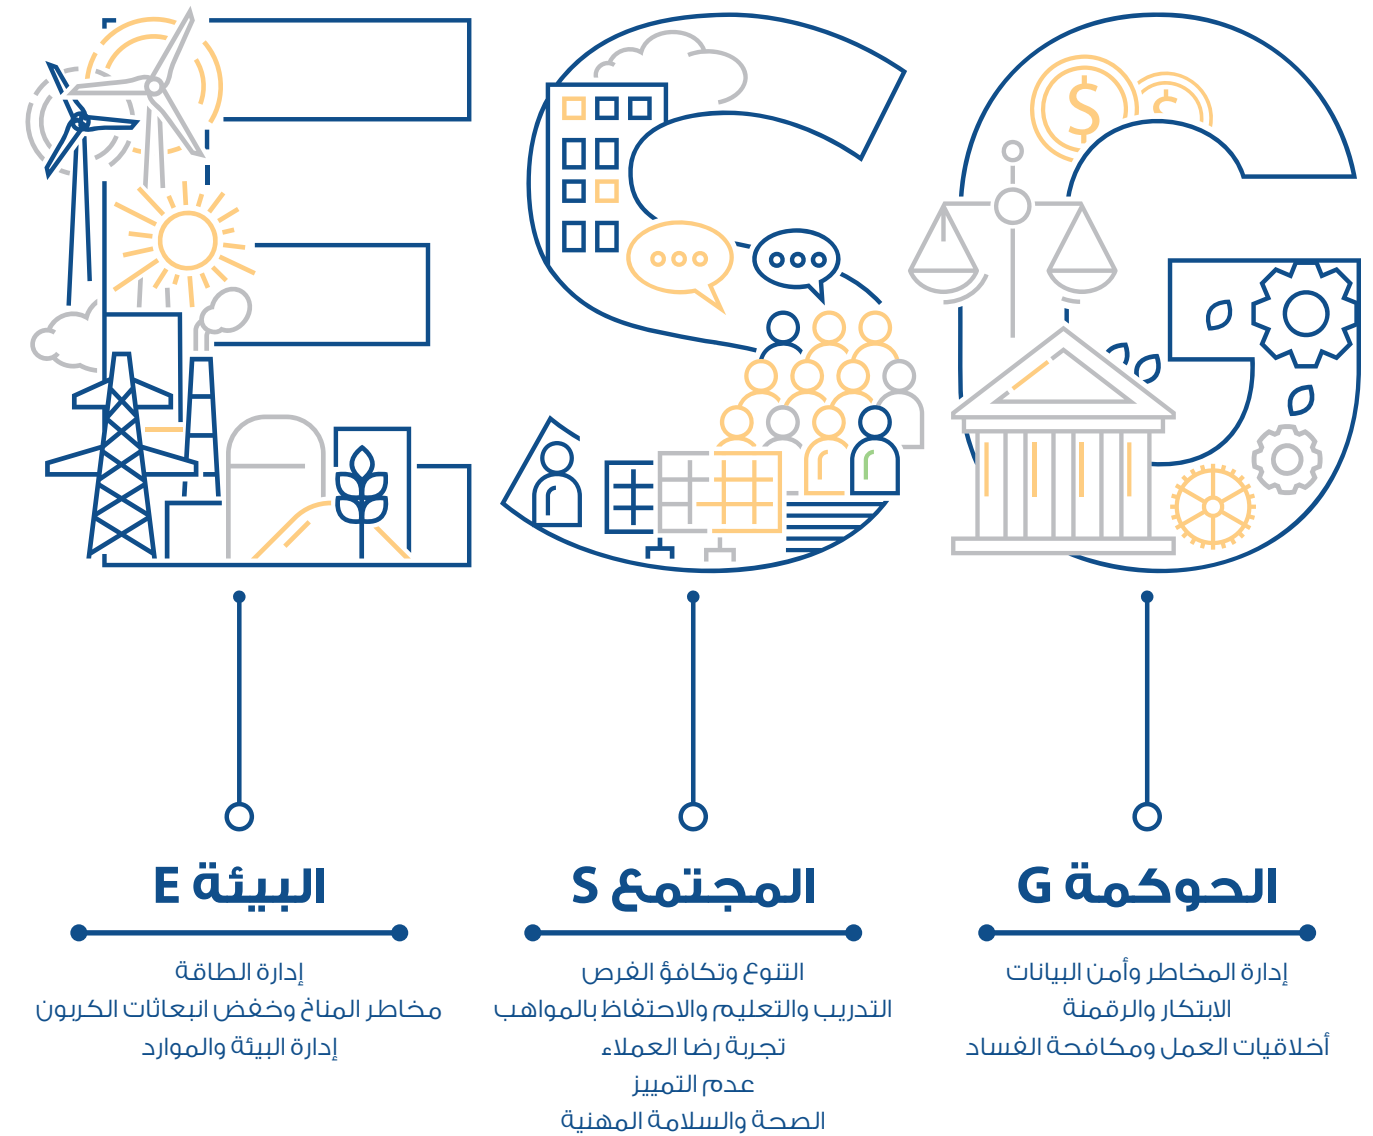 البيئة E
إدارة الطاقة
مخاطر المناخ وخفض انبعاثات الكربون
إدارة البيئة والموارد
المجتمع S
التنوع وتكافؤ الفرص
التدريب والتعليم والاحتفاظ بالمواهب
تجربة رضا العملاء
عدم التمييز
الصحة والسلامة المهنية
الحوكمة G
إدارة المخاطر وأمن البيانات
الابتكار والرقمنة
أخلاقيات العمل ومكافحة الفساد